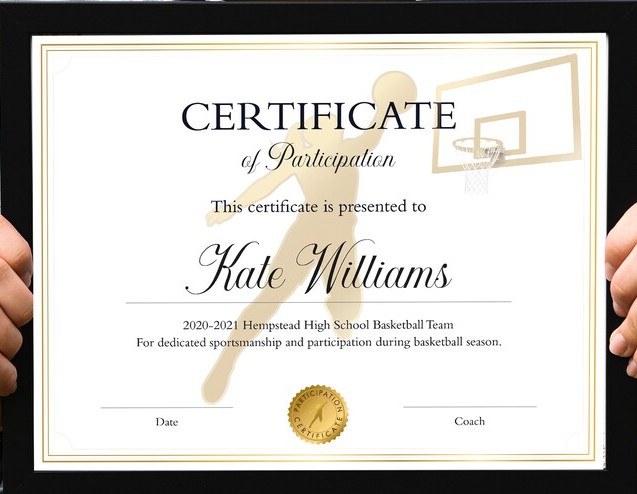 CERTIFICATE
of Participation
This certificate is presented to
Kate Williams
2020-2021 Hempstead High School Basketball Team
For dedicated sportsmanship and participation during basketball season.
PARTICIPATION
CERTIFICATE
Date
Coach